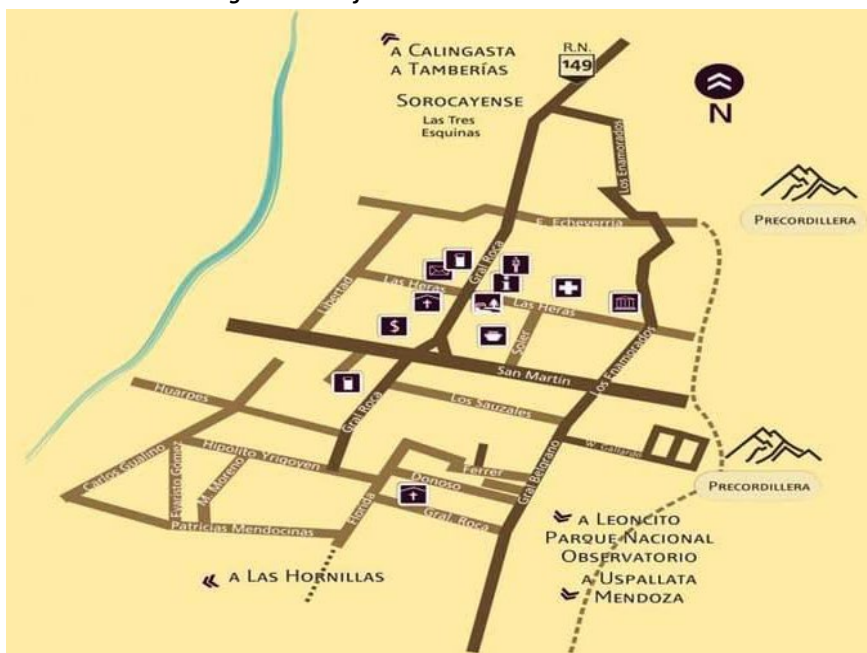 A CALINGASTA
A TAMBERÍAS
R.N.
149
SOROCAYENSE
Las Tres
Esquinas
N
Los Enamorados
PRECORDILLERA
E. Echeverría
Gral Roca
Libertad
Las Heras
i
Las Heras
$
Soler
San Martín
Los Enamorados
Huarpes
Gral Roca
Los Sauzales
Hipolito Yrigoyen
W. Gallardo
Carlos Gualino
Evaristo Gómez
M. Moreno
Ferrer
Donoso
Gral Belgrano
PRECORDILLERA
Florida
Gral. Roca
Patricias Mendocinas
A LEONCITO
PARQUE NACIONAL
OBSERVATORIO
A LAS HORNILLAS
A USPALLATA
MENDOZA